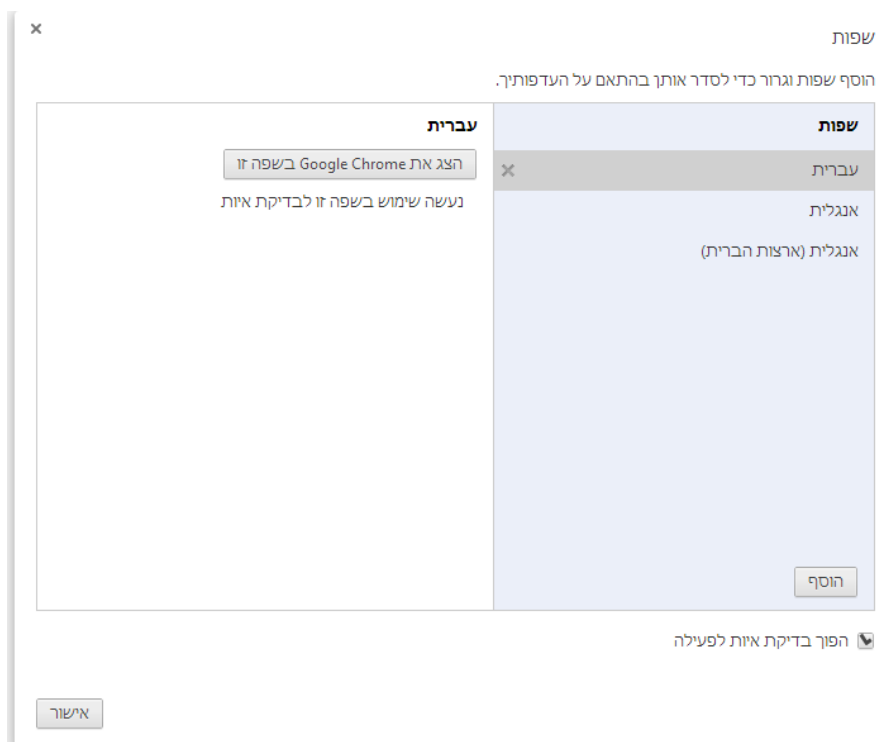 שפות
הוסף שפות וגרור כדי לסדר אותן בהתאם על העדפותיך.
שפות
עברית
אנגלית
אנגלית (ארצות הברית)
הוסף
עברית
הצג את Google Chrome בשפה זו
נעשה שימוש בשפה זו לבדיקת איות
הפוך בדיקת איות לפעילה
אישור